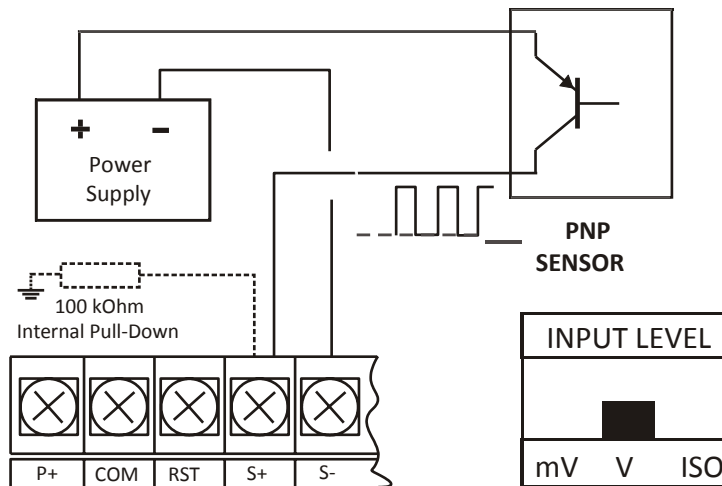 + -
Power
Supply
PNP
SENSOR
100 kOhm
Internal Pull-Down
INPUT LEVEL
mV V ISO
P+ COM RST S+ S-